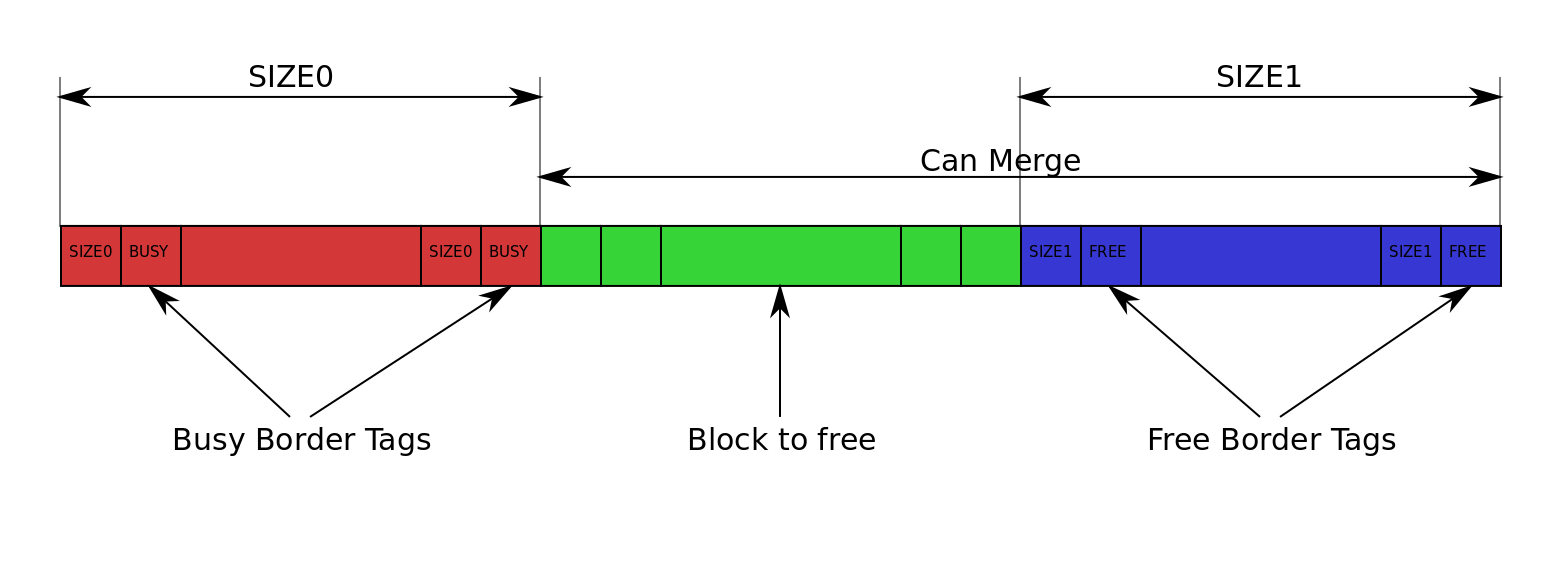 SIZE0
SIZE1
Can Merge
SIZE0 BUSY SIZE0 BUSY SIZE1 FREE SIZE1 FREE
Busy Border Tags
Block to free
Free Border Tags